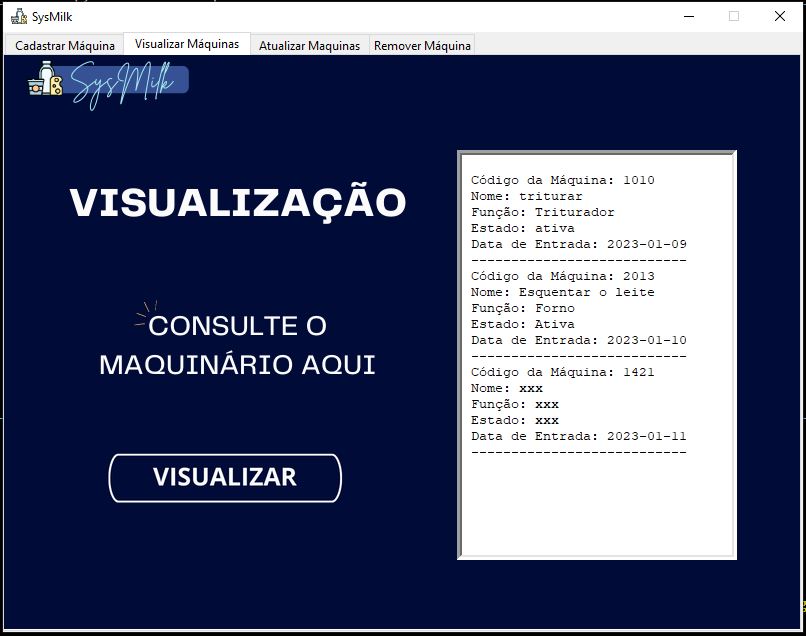 SysMilk
Cadastrar Máquina
Visualizar Máquinas
Atualizar Maquinas
Remover Máquina
SysMilk
VISUALIZAÇÃO
CONSULTE O
MAQUINÁRIO AQUI
VISUALIZAR
Código da Máquina: 1010
Nome: triturar
Função: Triturador
Estado: ativa
Data de Entrada: 2023-01-09
---------------------------
Código da Máquina: 2013
Nome: Esquentar o leite
Função: Forno
Estado: Ativa
Data de Entrada: 2023-01-10
---------------------------
Código da Máquina: 1421
Nome: xxx
Função: xxx
Estado: xxx
Data de Entrada: 2023-01-11
---------------------------